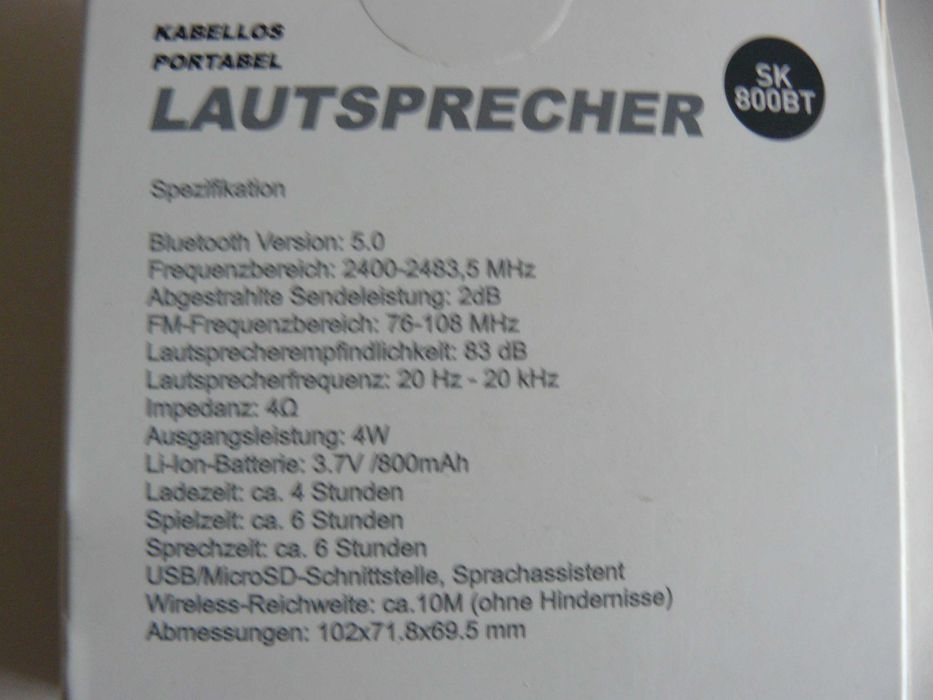 KABELLOS
PORTABEL
LAUTSPRECHER
SK
800BT
Spezifikation
Bluetooth Version: 5.0
Frequenzbereich: 2400-2483,5 MHz
Abgestrahlte Sendeleistung: 2dB
FM-Frequenzbereich: 76-108 MHz
Lautsprecherempfindlichkeit: 83 dB
Lautsprecherfrequenz: 20 Hz - 20 kHz
Impedanz: 4Ω
Ausgangsleistung: 4W
Li-Ion-Batterie: 3.7V /800mAh
Ladezeit: ca. 4 Stunden
Spielzeit: ca. 6 Stunden
Sprechzeit: ca. 6 Stunden
USB/MicroSD-Schnittstelle, Sprachassistent
Wireless-Reichweite: ca.10M (ohne Hindernisse)
Abmessungen: 102x71.8x69.5 mm